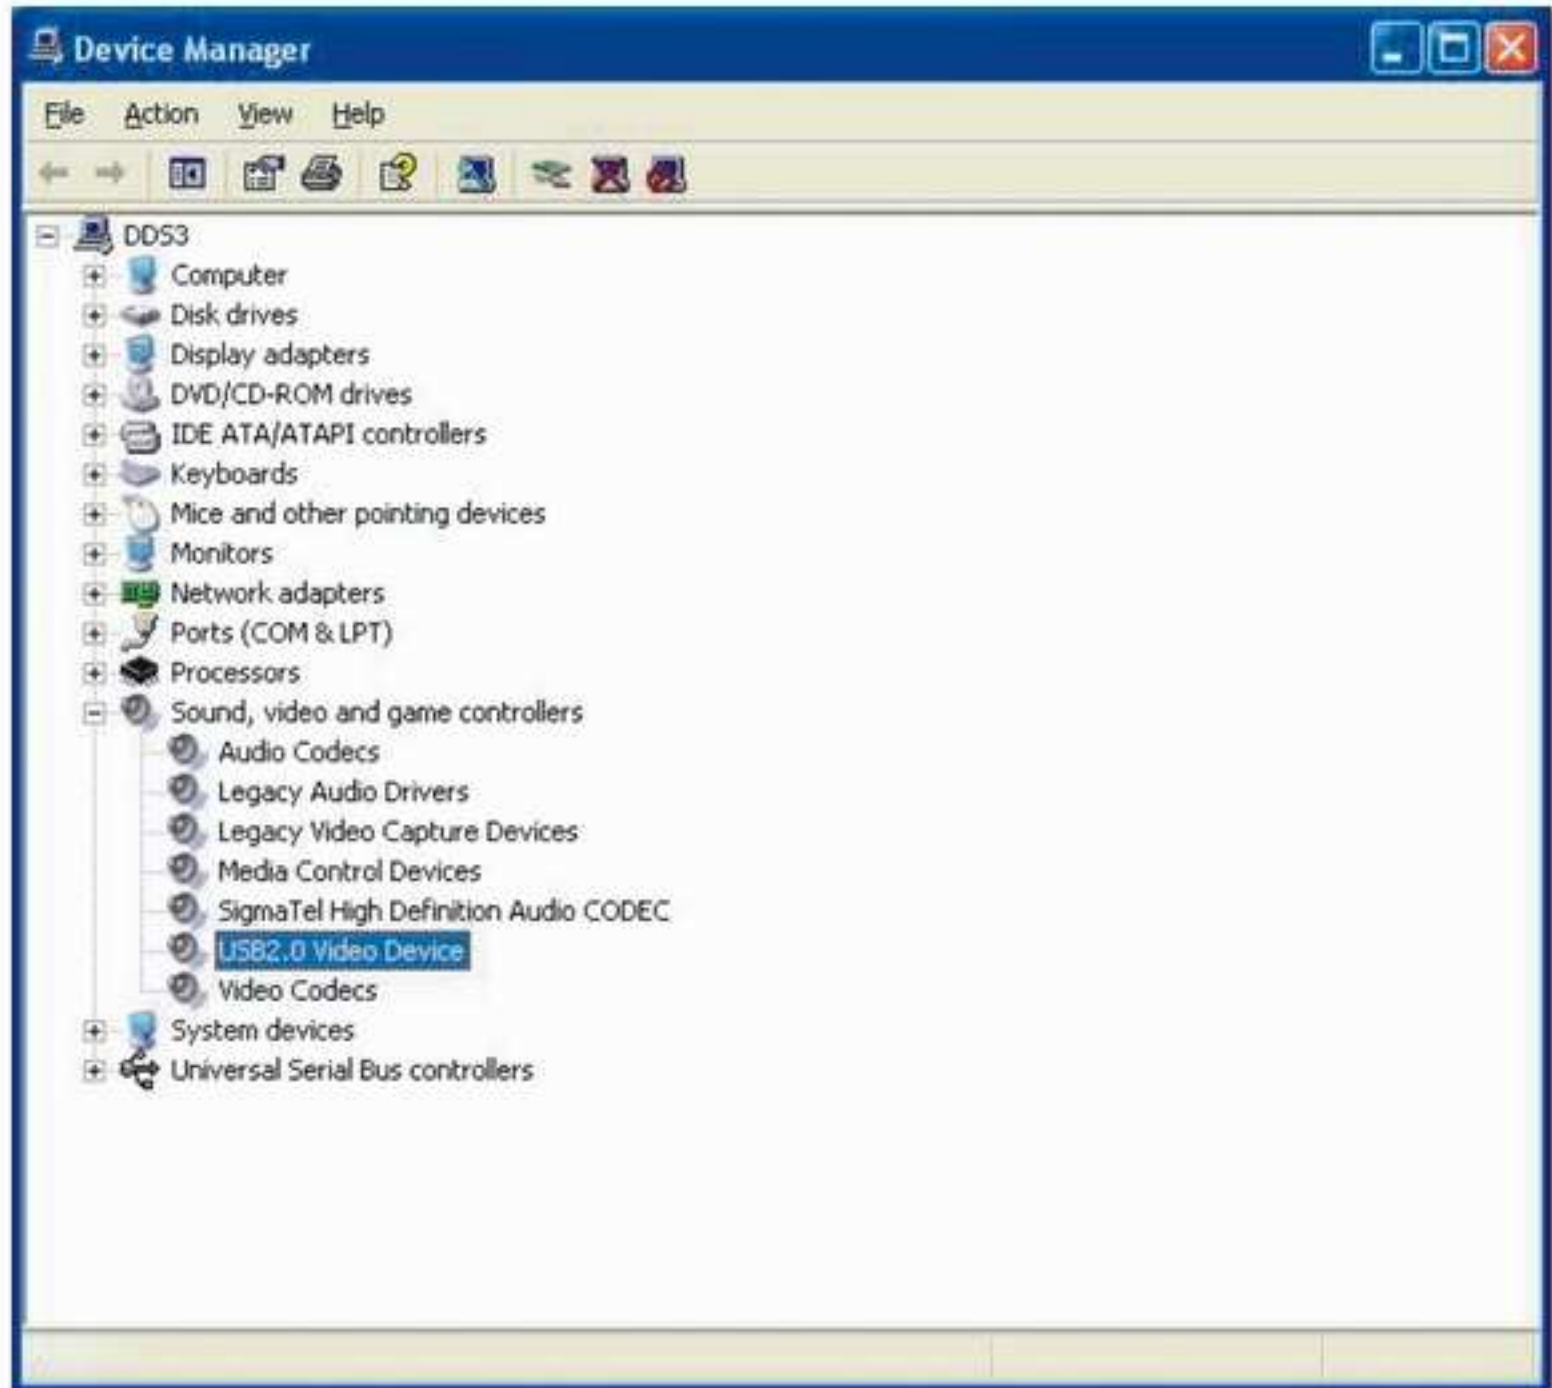 Device Manager
File Action View Help
DDS3
Computer
Disk drives
Display adapters
DVD/CD-ROM drives
IDE ATA/ATAPI controllers
Keyboards
Mice and other pointing devices
Monitors
Network adapters
Ports (COM & LPT)
Processors
Sound, video and game controllers
Audio Codecs
Legacy Audio Drivers
Legacy Video Capture Devices
Media Control Devices
SigmaTel High Definition Audio CODEC
USB2.0 Video Device
Video Codecs
System devices
Universal Serial Bus controllers